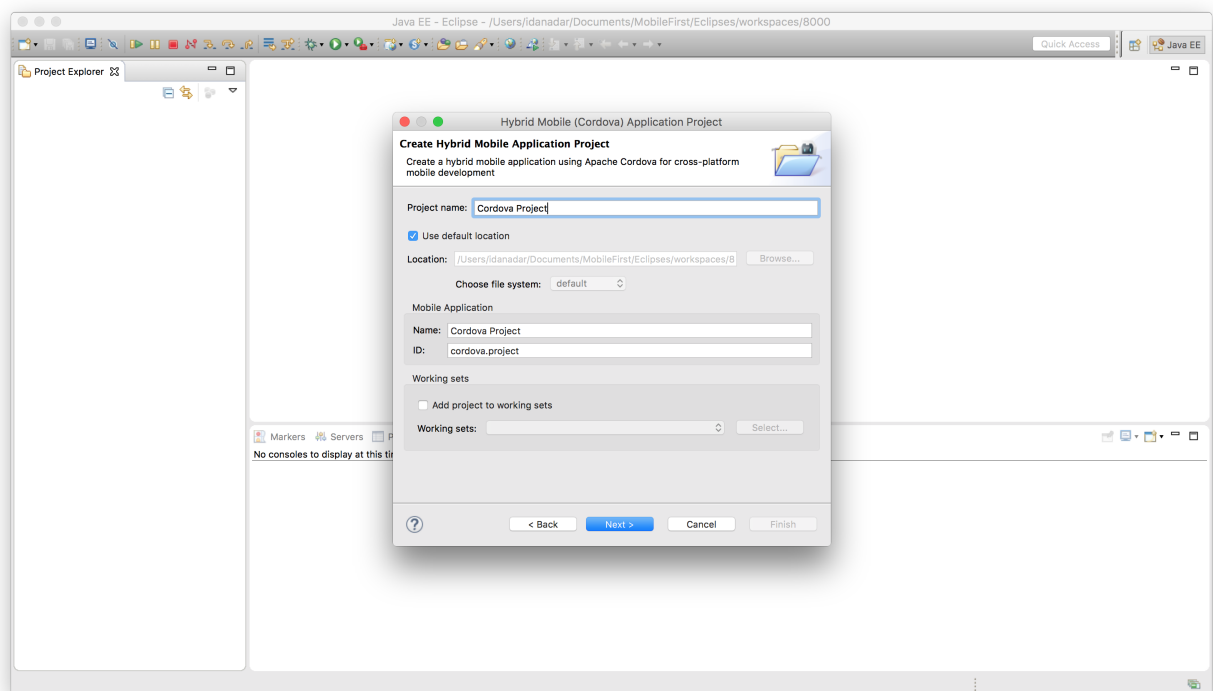 Java EE - Eclipse - /Users/idanadar/Documents/MobileFirst/Eclipses/workspaces/8000
Quick Access
Java EE
Project Explorer
Hybrid Mobile (Cordova) Application Project
Create Hybrid Mobile Application Project
Create a hybrid mobile application using Apache Cordova for cross-platform
mobile development
Project name: Cordova Project
Use default location
Location: /Users/idanadar/Documents/MobileFirst/Eclipses/workspaces/8 Browse...
Choose file system: default
Mobile Application
Name: Cordova Project
ID: cordova.project
Working sets
Add project to working sets
Working sets: Select...
Markers Servers P
No consoles to display at this ti
? < Back Next > Cancel Finish